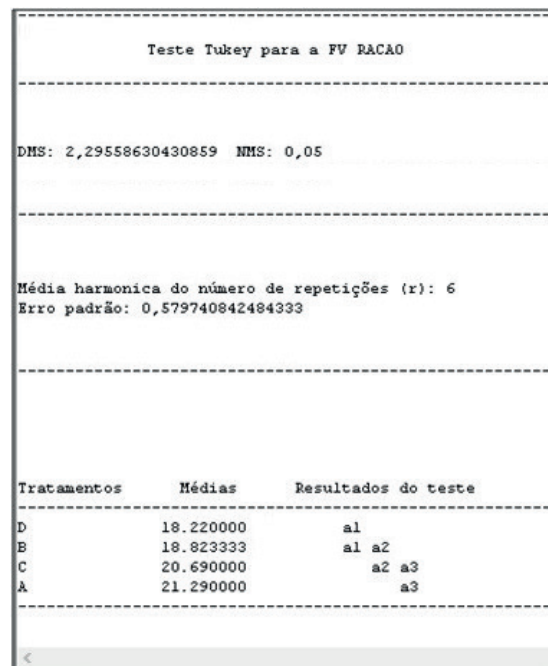 Teste Tukey para a FV RACAO
DMS: 2,29558630430859 NMS: 0,05
Média harmonica do número de repetições (r): 6
Erro padrão: 0,579740842484333
Tratamentos Médias Resultados do teste
D 18.220000 a1
B 18.823333 a1 a2
C 20.690000 a2 a3
A 21.290000 a3